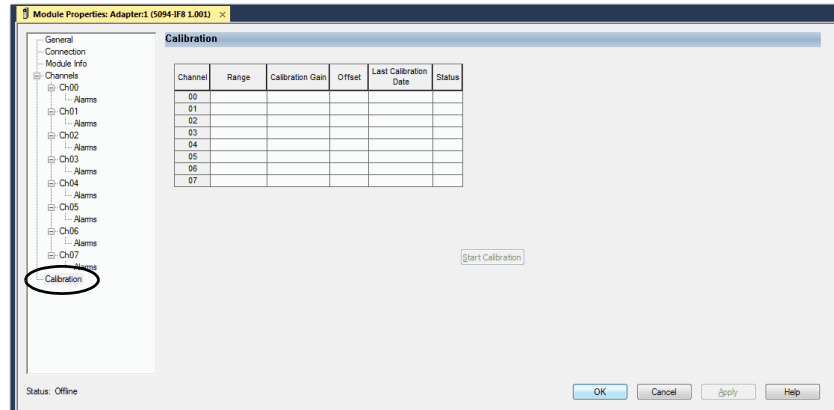 Module Properties: Adapter:1 (5094-IF8 1.001) ×
General
Connection
Module Info
Channels
Ch00
Alarms
Ch01
Alarms
Ch02
Alarms
Ch03
Alarms
Ch04
Alarms
Ch05
Alarms
Ch06
Alarms
Ch07
Alarms
Calibration
Calibration
Channel Range Calibration Gain Offset Last Calibration Date Status
00
01
02
03
04
05
06
07
Start Calibration
Status: Offline
OK Cancel Apply Help